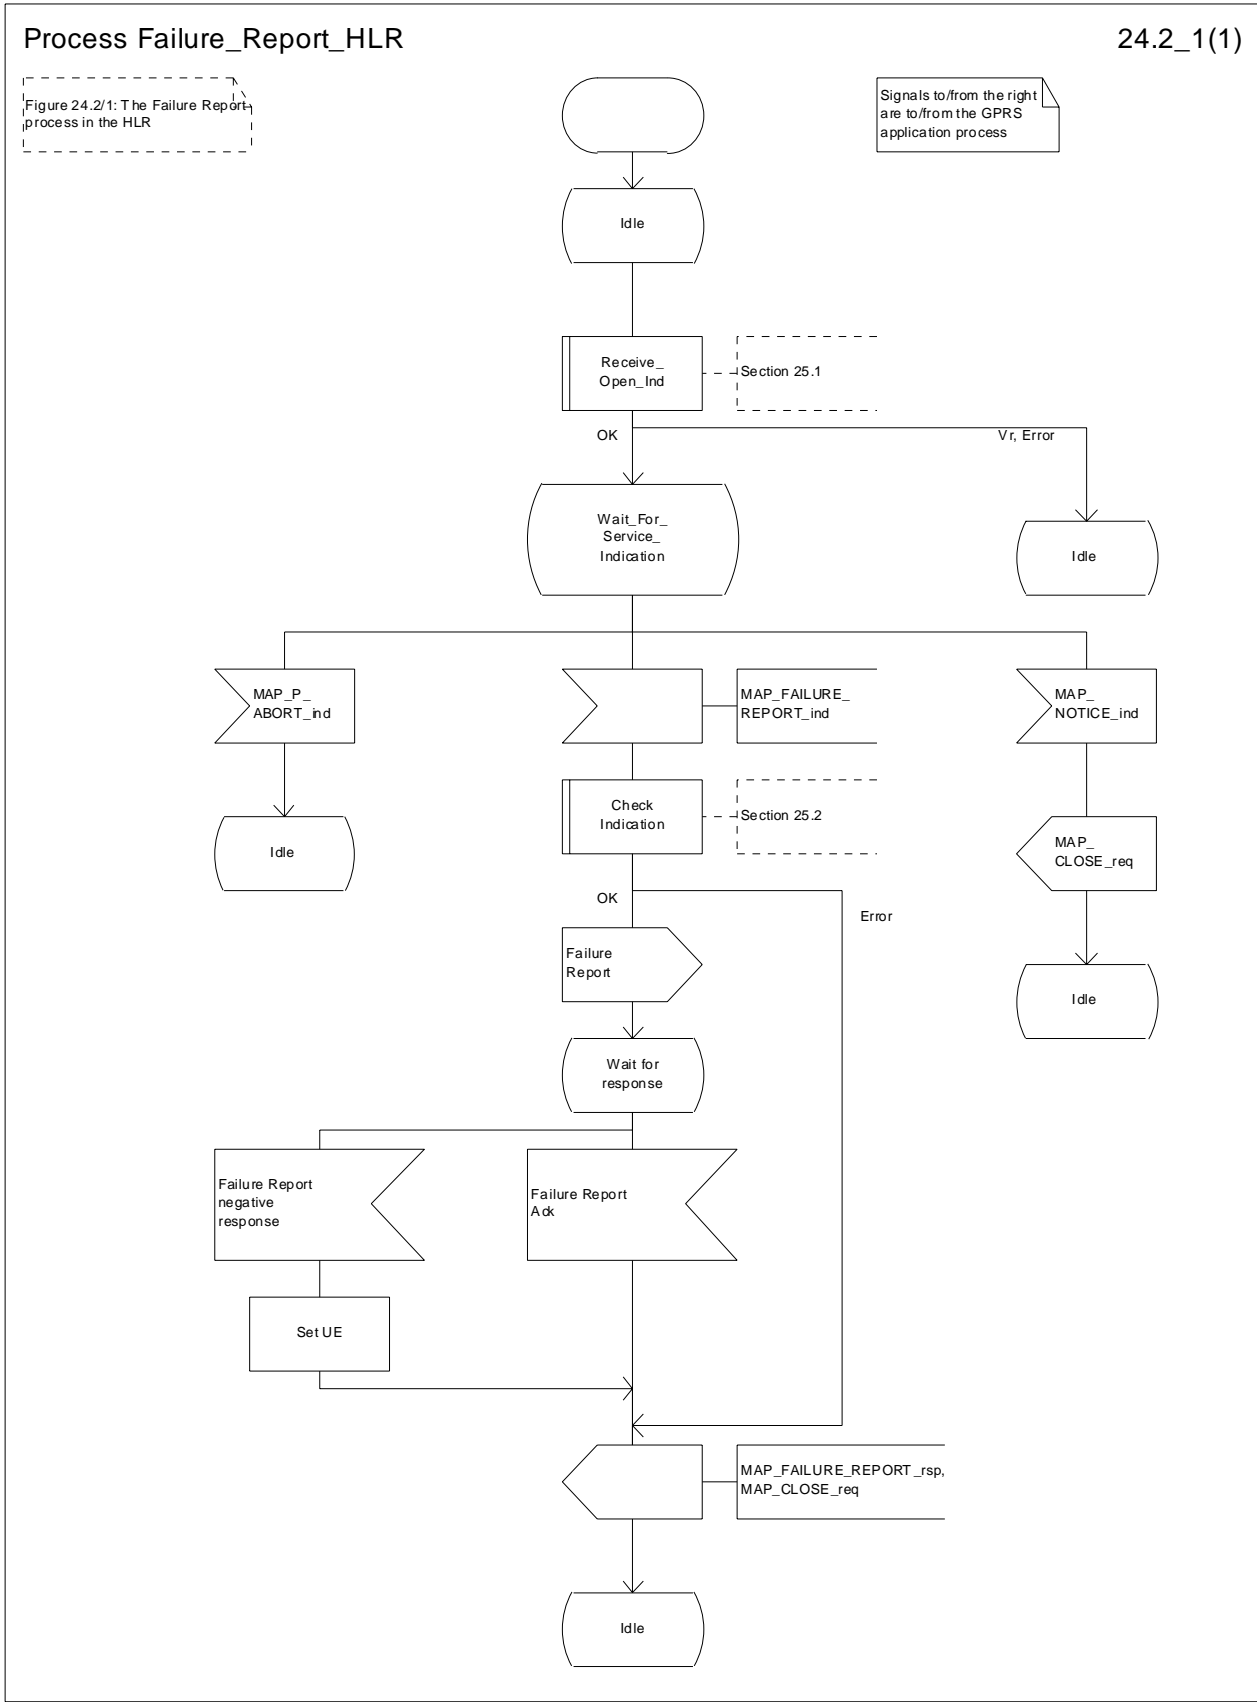 Process Failure_Report_HLR
24.2_1(1)
Figure 24.2/1: The Failure Report
process in the HLR
Signals to/from the right
are to/from the GPRS
application process
Idle
Receive_
Open_Ind
Section 25.1
OK
Vr, Error
Wait_For_
Service_
Indication
Idle
MAP_P_
ABORT_ind
MAP_FAILURE_
REPORT_ind
MAP_
NOTICE_ind
Check
Indication
Section 25.2
Idle
MAP_
CLOSE_req
OK
Error
Failure
Report
Idle
Wait for
response
Failure Report
negative
response
Failure Report
Ack
Set UE
MAP_FAILURE_REPORT_rsp,
MAP_CLOSE_req
Idle